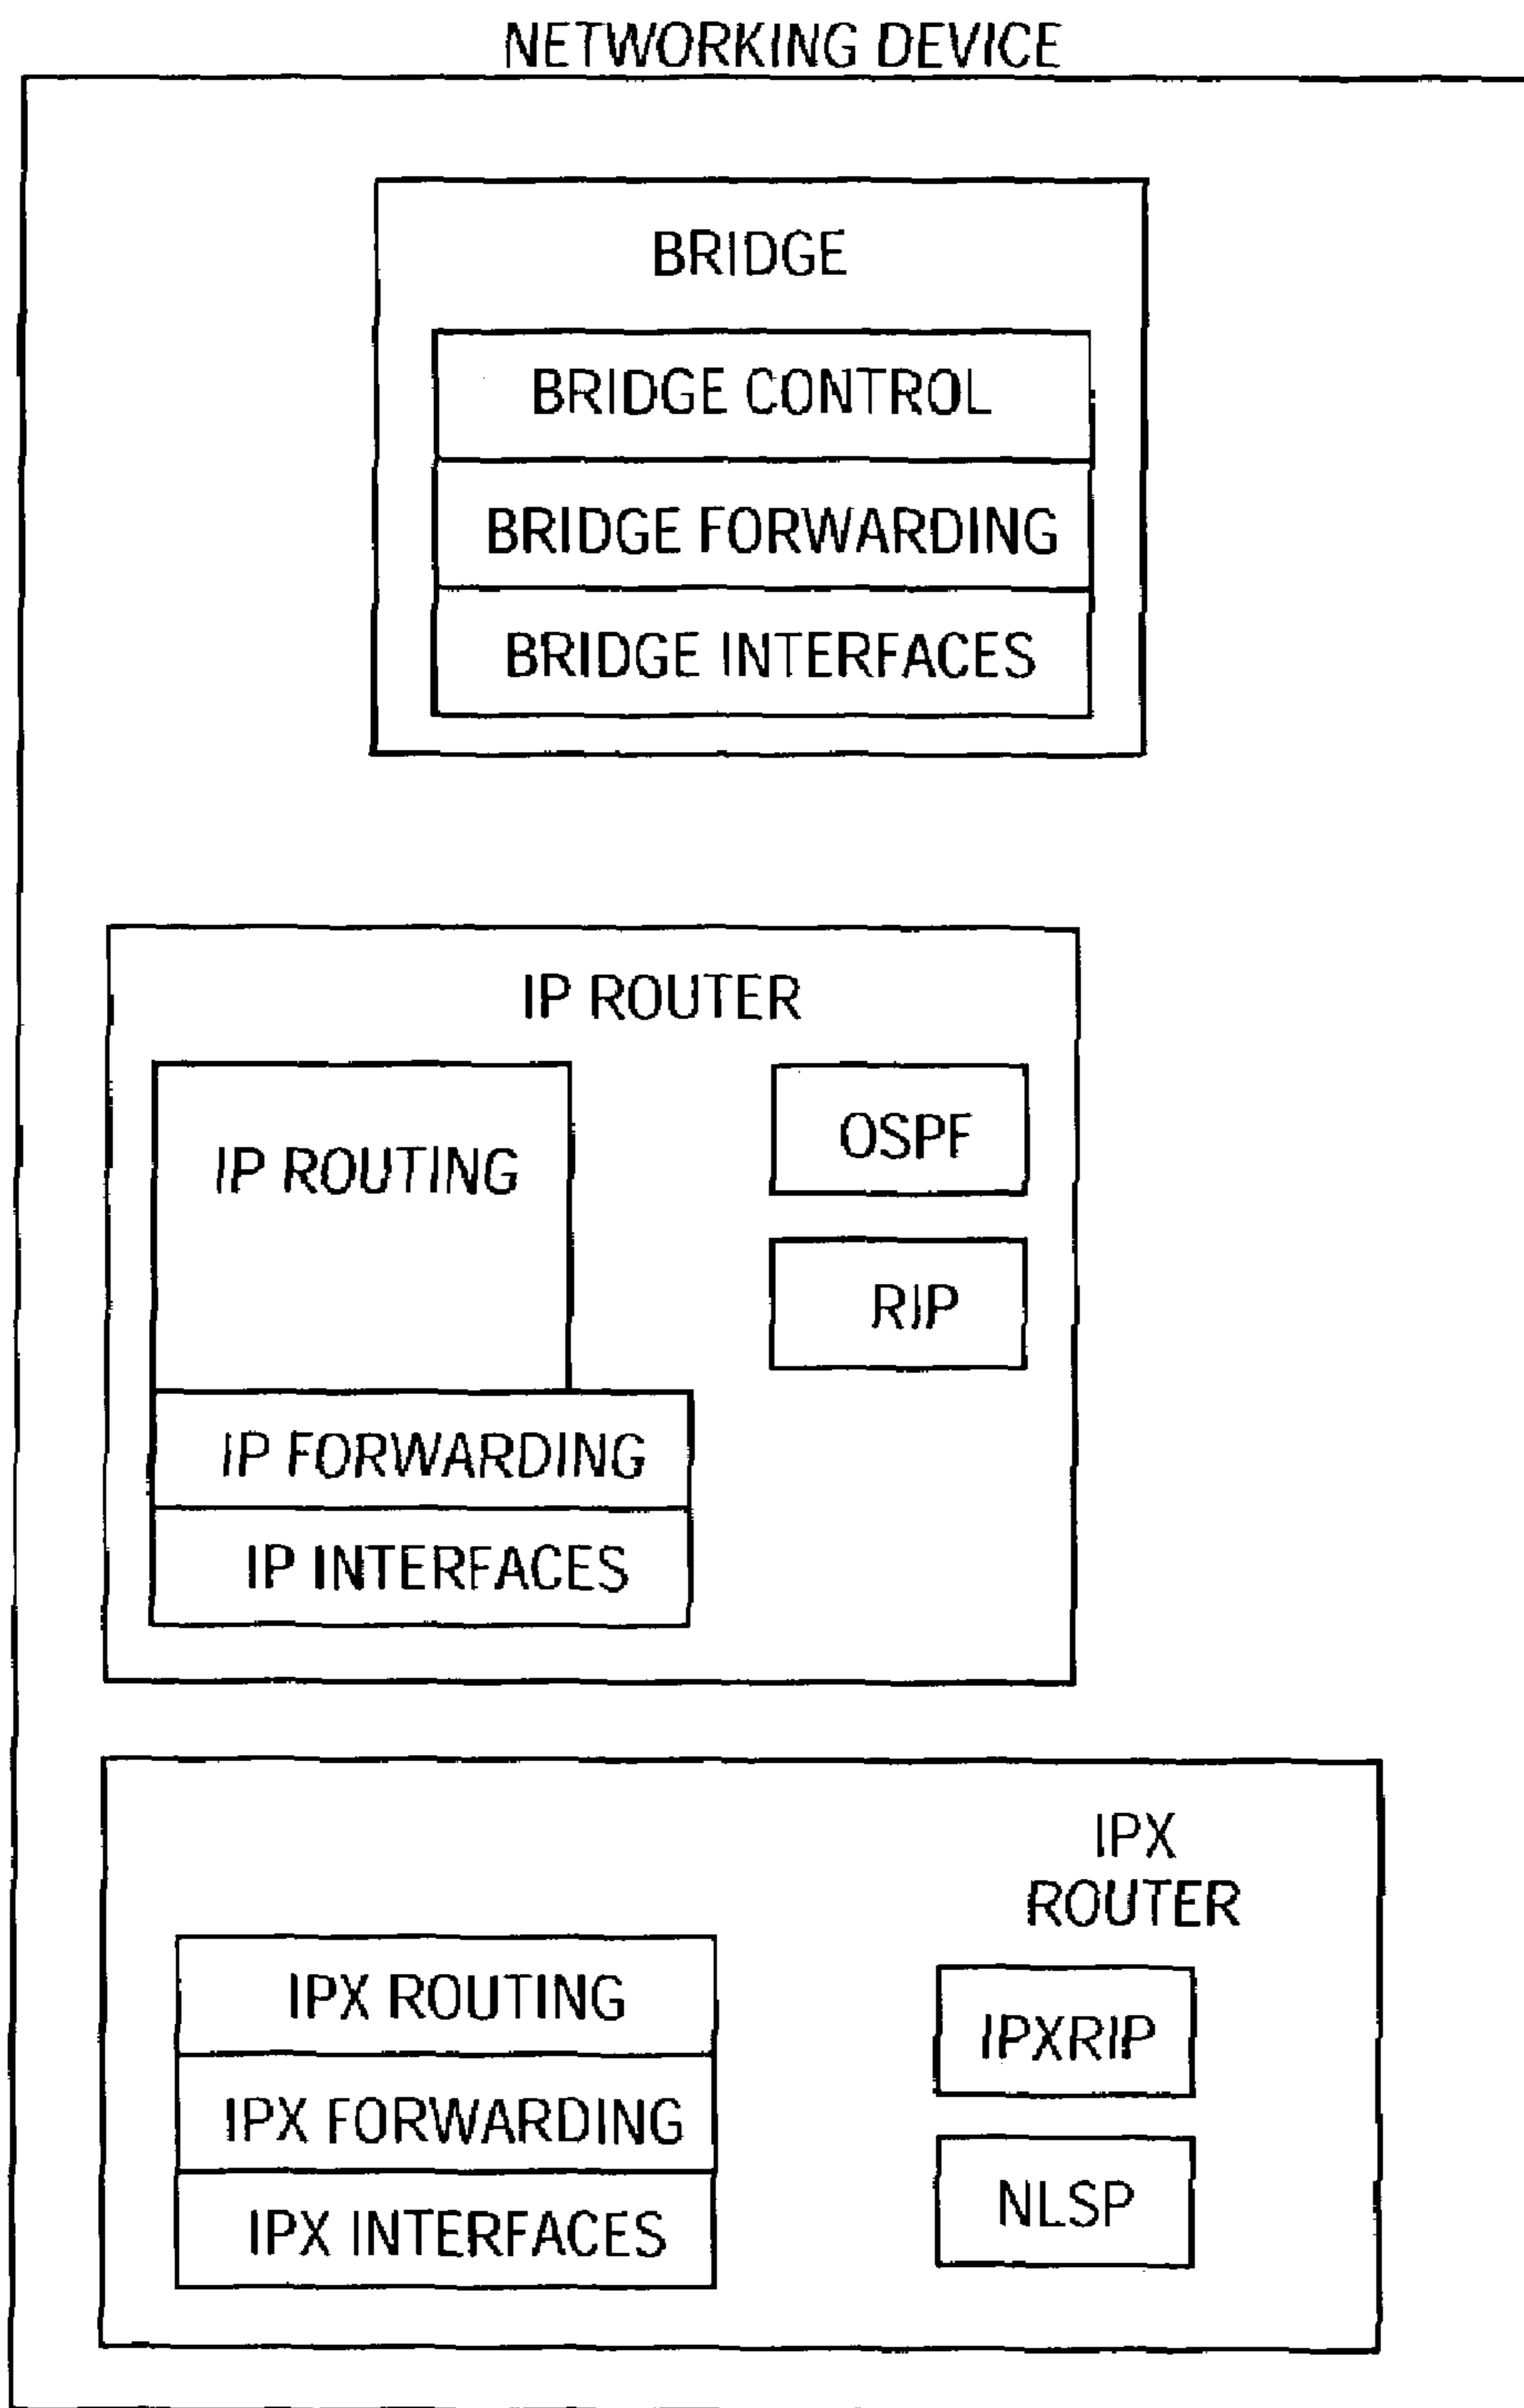 NETWORKING DEVICE
BRIDGE
BRIDGE CONTROL
BRIDGE FORWARDING
BRIDGE INTERFACES
IP ROUTER
IP ROUTING
OSPF
RIP
IP FORWARDING
IP INTERFACES
IPX
ROUTER
IPX ROUTING
IPX FORWARDING
IPX INTERFACES
IPXRIP
NLSP